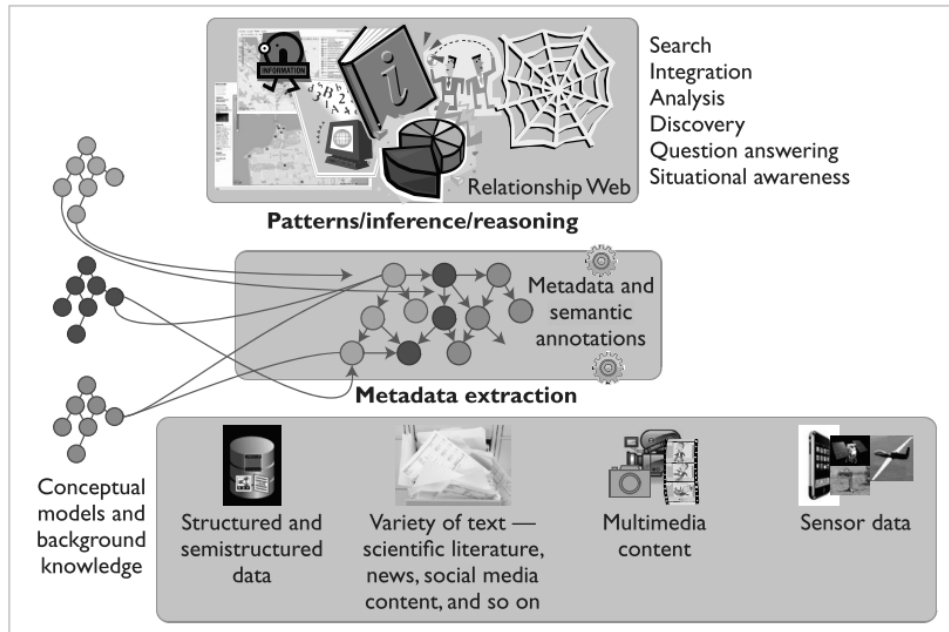 INFORMATION
Relationship Web
Search
Integration
Analysis
Discovery
Question answering
Situational awareness
Patterns/inference/reasoning
Metadata and
semantic
annotations
Metadata extraction
Conceptual
models and
background
knowledge
Structured and
semistructured
data
Variety of text —
scientific literature,
news, social media
content, and so on
Multimedia
content
Sensor data